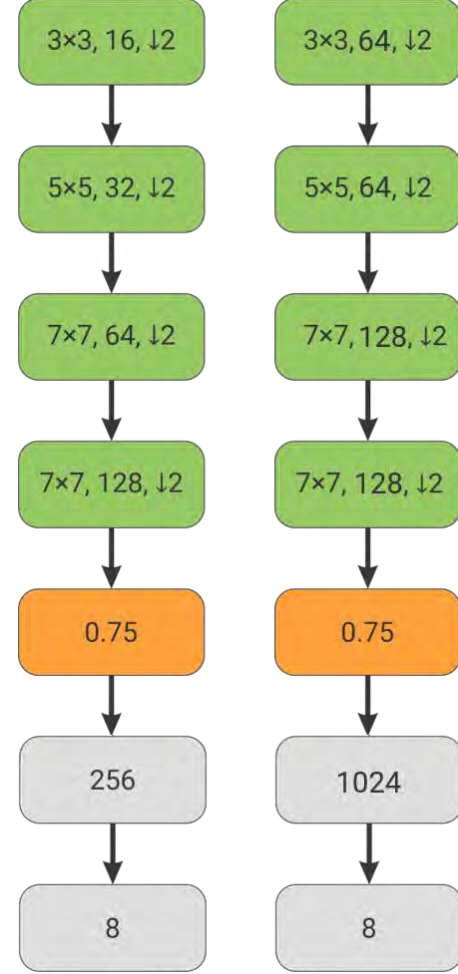 3×3, 16, ↓2
5×5, 32, ↓2
7×7, 64, ↓2
7×7, 128, ↓2
0.75
256
8
3×3, 64, ↓2
5×5, 64, ↓2
7×7, 128, ↓2
7×7, 128, ↓2
0.75
1024
8